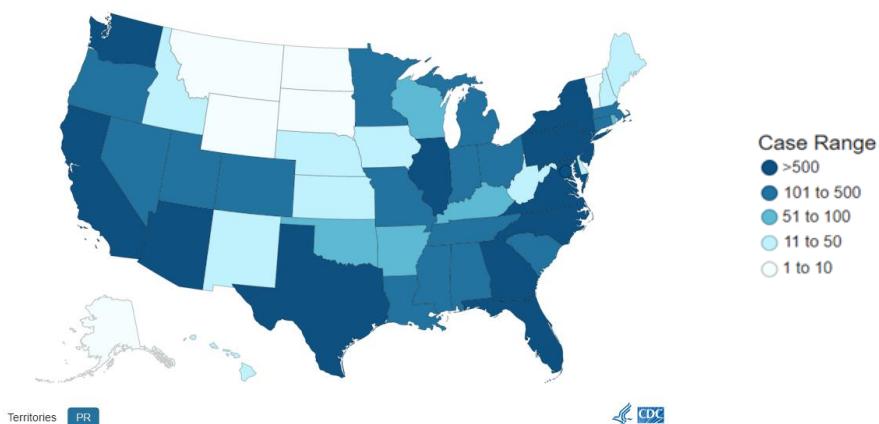 Case Range
>500
101 to 500
51 to 100
11 to 50
1 to 10
Territories PR
CDC